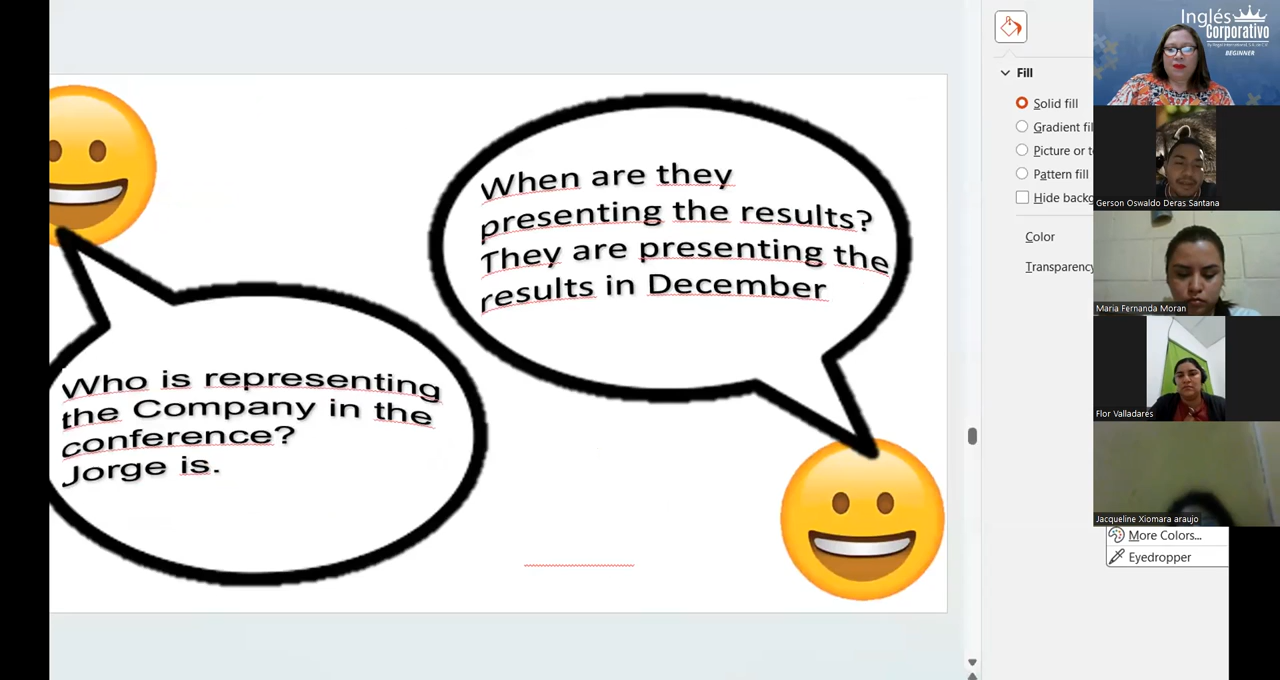 When are they
presenting the results?
They are presenting the
results in December
Who is representing
the Company in the
conference?
Jorge is.
Fill
Solid fill
Gradient fil
Picture or te
Pattern fill
Hide backg
Color
Transparency
More Colors...
Eyedropper
Inglés
Corporativo
BEGINNER
Gerson Oswaldo Deras Santana
Maria Fernanda Moran
Flor Valladares
Jacqueline Xiomara araujo